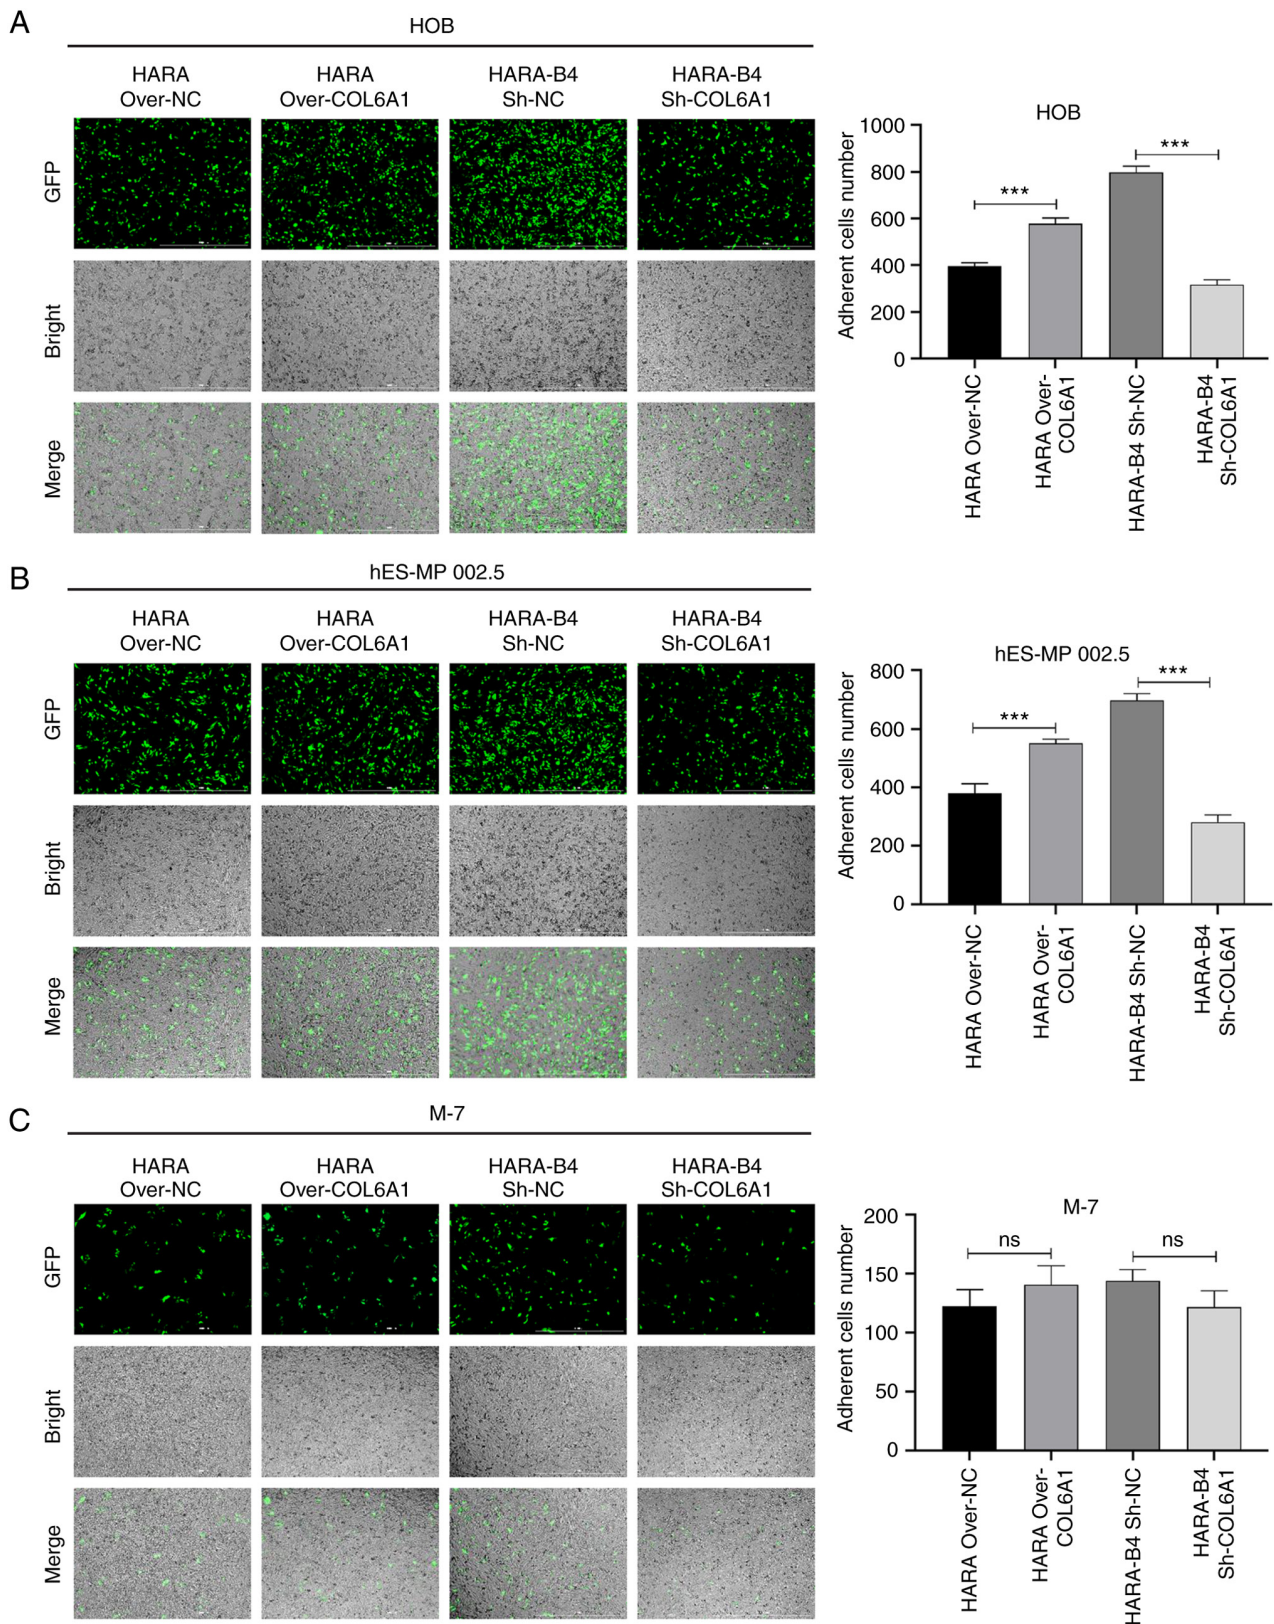 A
HOB
HARA
Over-NC
HARA
Over-COL6A1
HARA-B4
Sh-NC
HARA-B4
Sh-COL6A1
GFP
Bright
Merge
HOB
Adherent cells number
1000
800
600
400
200
0
***
***
HARA Over-NC
HARA Over-
COL6A1
HARA-B4 Sh-NC
HARA-B4
Sh-COL6A1
B
hES-MP 002.5
HARA
Over-NC
HARA
Over-COL6A1
HARA-B4
Sh-NC
HARA-B4
Sh-COL6A1
GFP
Bright
Merge
hES-MP 002.5
Adherent cells number
800
600
400
200
0
***
***
HARA Over-NC
HARA Over-
COL6A1
HARA-B4 Sh-NC
HARA-B4
Sh-COL6A1
C
M-7
HARA
Over-NC
HARA
Over-COL6A1
HARA-B4
Sh-NC
HARA-B4
Sh-COL6A1
GFP
Bright
Merge
M-7
Adherent cells number
200
150
100
50
0
ns
ns
HARA Over-NC
HARA Over-
COL6A1
HARA-B4 Sh-NC
HARA-B4
Sh-COL6A1